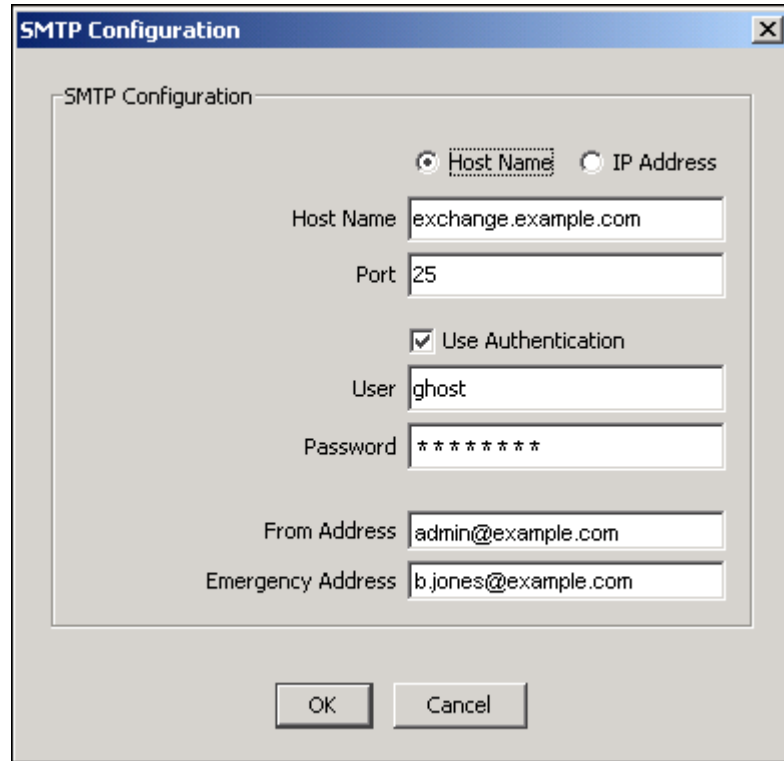 SMTP Configuration
SMTP Configuration
Host Name IP Address
Host Name exchange.example.com
Port 25
Use Authentication
User ghost
Password ********
From Address admin@example.com
Emergency Address b.jones@example.com
OK Cancel